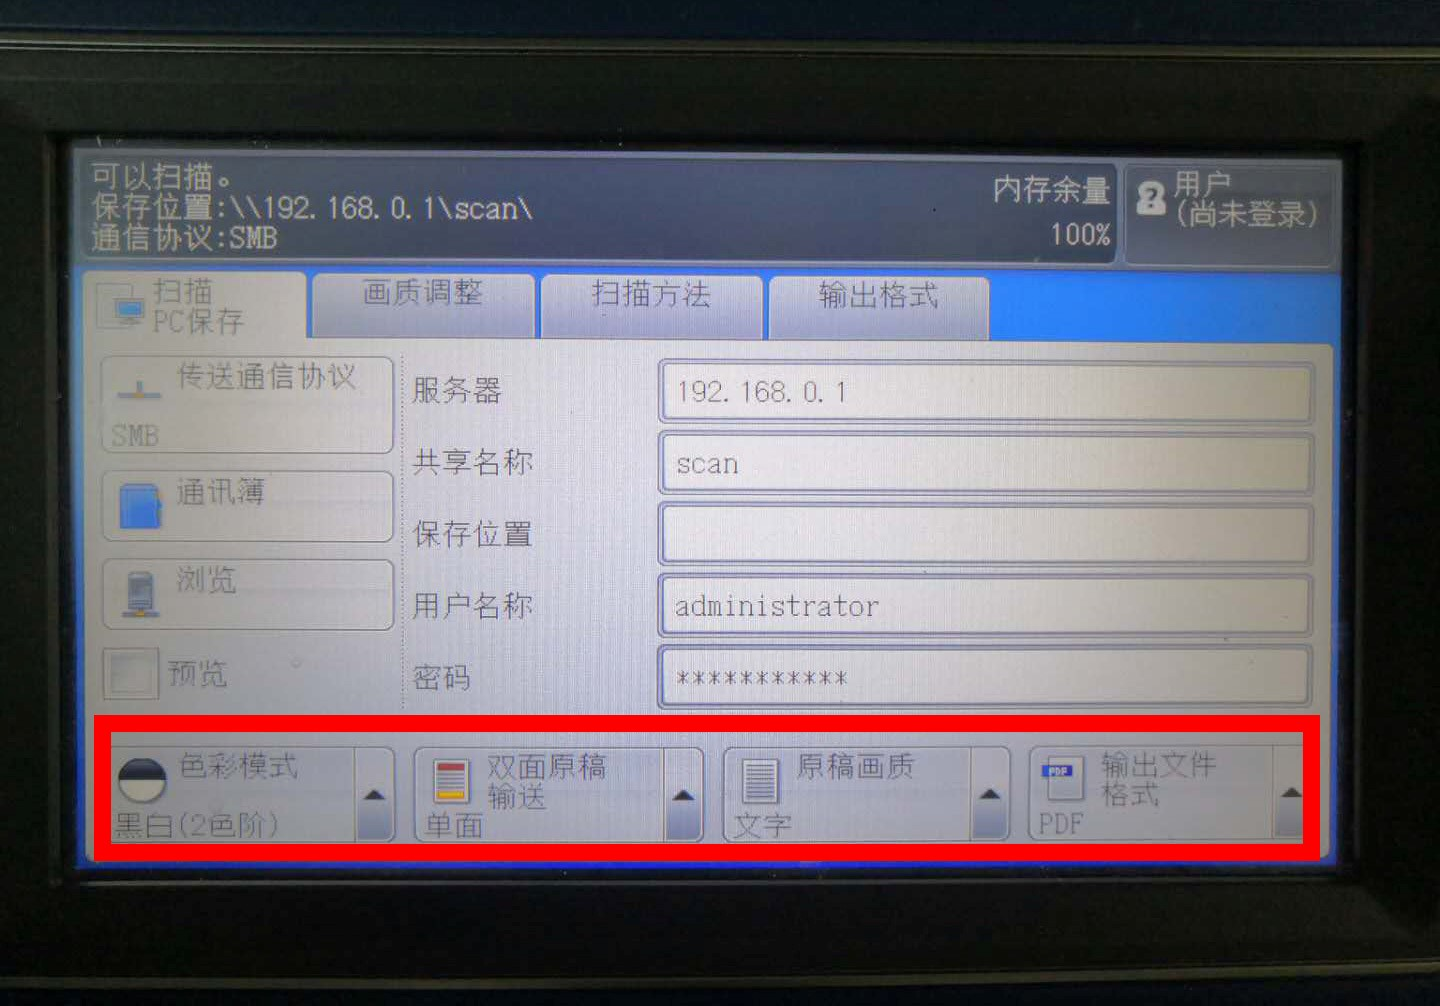 可以扫描。
保存位置:\\192.168.0.1\scan\
通信协议:SMB
内存余量
100%
用户
(尚未登录)
扫描
PC保存
画质调整
扫描方法
输出格式
传送通信协议
SMB
通讯簿
浏览
预览
服务器
192.168.0.1
共享名称
scan
保存位置
用户名称
administrator
密码
***********
色彩模式
黑白(2色阶)
双面原稿
输送
单面
原稿画质
文字
PDF
输出文件
格式
PDF